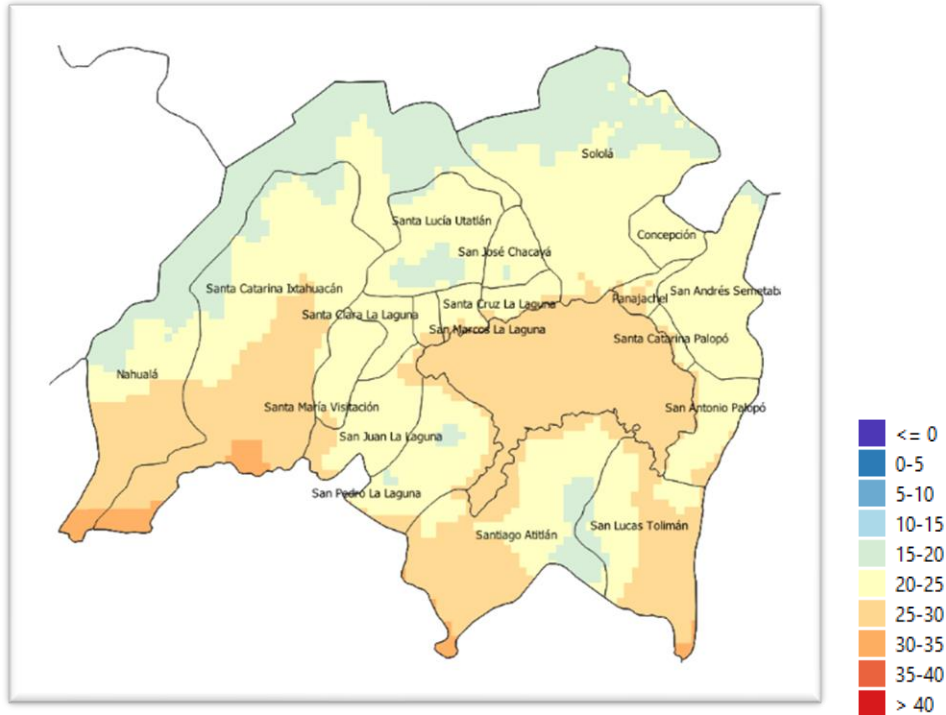 Sololá
Santa Lucía Utatlán
Concepción
San José Chacayá
Santa Catarina Ixtahuacán
San Andrés Semetab
Panajachel
Santa Cruz La Laguna
Santa Clara La Laguna
San Marcos La Laguna
Santa Catarina Palopó
Nahualá
Santa María Visitación
San Antonio Palopó
San Juan La Laguna
San Pedro La Laguna
Santiago Atitlán
San Lucas Tolimán
<= 0
0-5
5-10
10-15
15-20
20-25
25-30
30-35
35-40
> 40